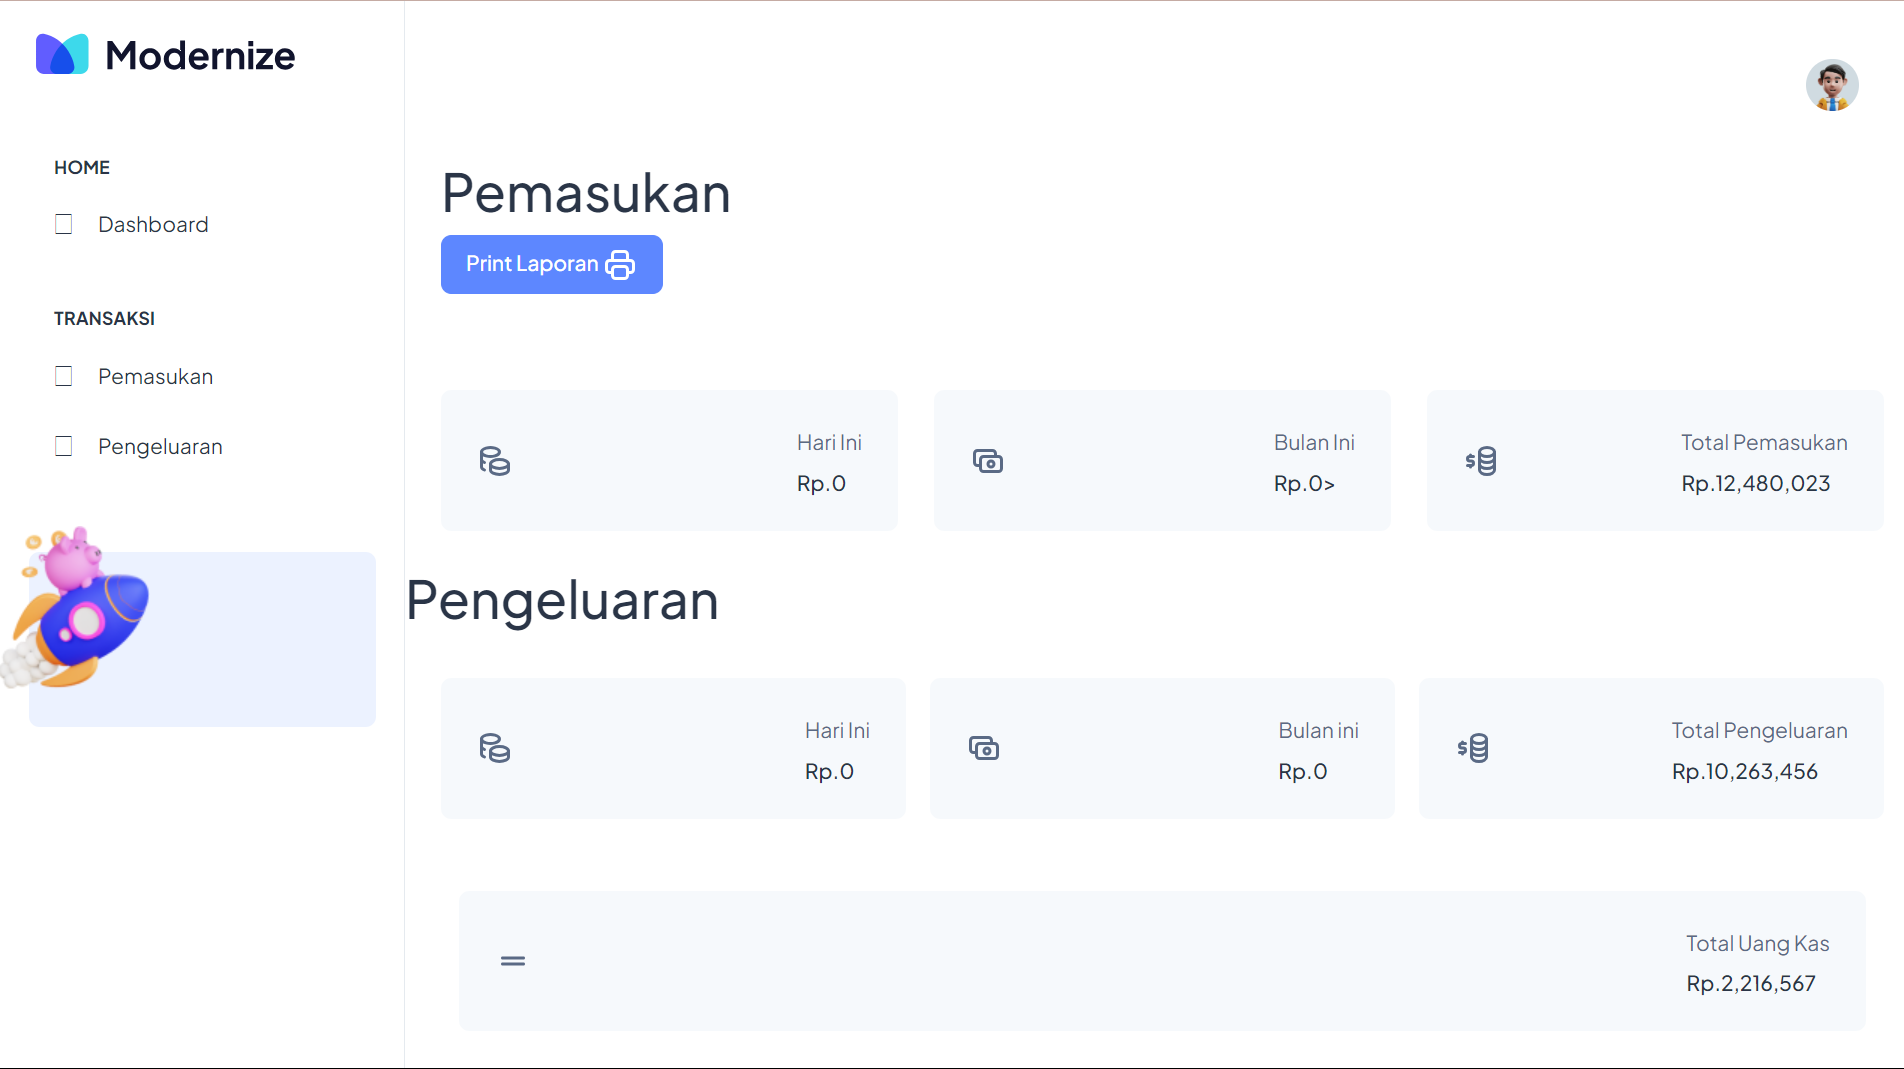 Modernize
HOME
Dashboard
TRANSAKSI
Pemasukan
Pengeluaran
Pemasukan
Print Laporan
Hari Ini
Rp.0
Bulan Ini
Rp.0>
Total Pemasukan
Rp.12,480,023
Pengeluaran
Hari Ini
Rp.0
Bulan ini
Rp.0
Total Pengeluaran
Rp.10,263,456
Total Uang Kas
Rp.2,216,567